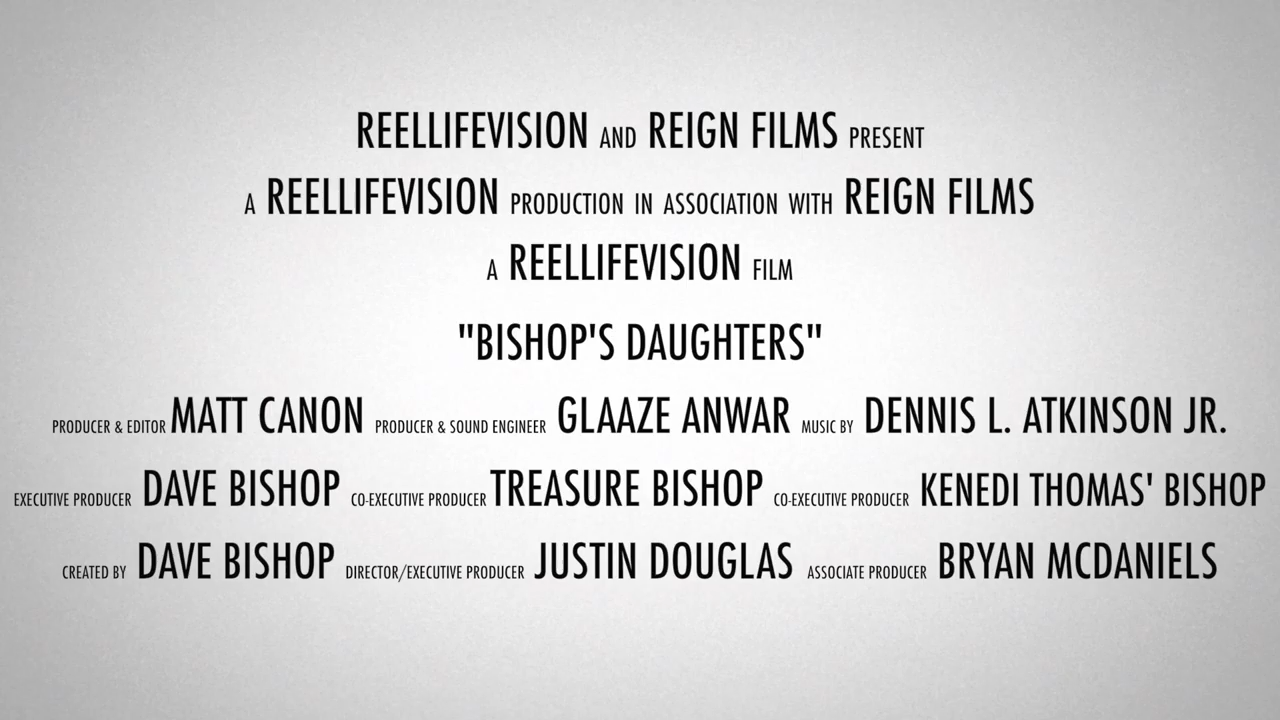 REELLIFEVISION AND REIGN FILMS PRESENT
A REELLIFEVISION PRODUCTION IN ASSOCIATION WITH REIGN FILMS
A REELLIFEVISION FILM
"BISHOP'S DAUGHTERS"
PRODUCER & EDITOR MATT CANON PRODUCER & SOUND ENGINEER GLAAZE ANWAR MUSIC BY DENNIS L. ATKINSON JR.
EXECUTIVE PRODUCER DAVE BISHOP CO-EXECUTIVE PRODUCER TREASURE BISHOP CO-EXECUTIVE PRODUCER KENEDI THOMAS' BISHOP
CREATED BY DAVE BISHOP DIRECTOR/EXECUTIVE PRODUCER JUSTIN DOUGLAS ASSOCIATE PRODUCER BRYAN MCDANIELS